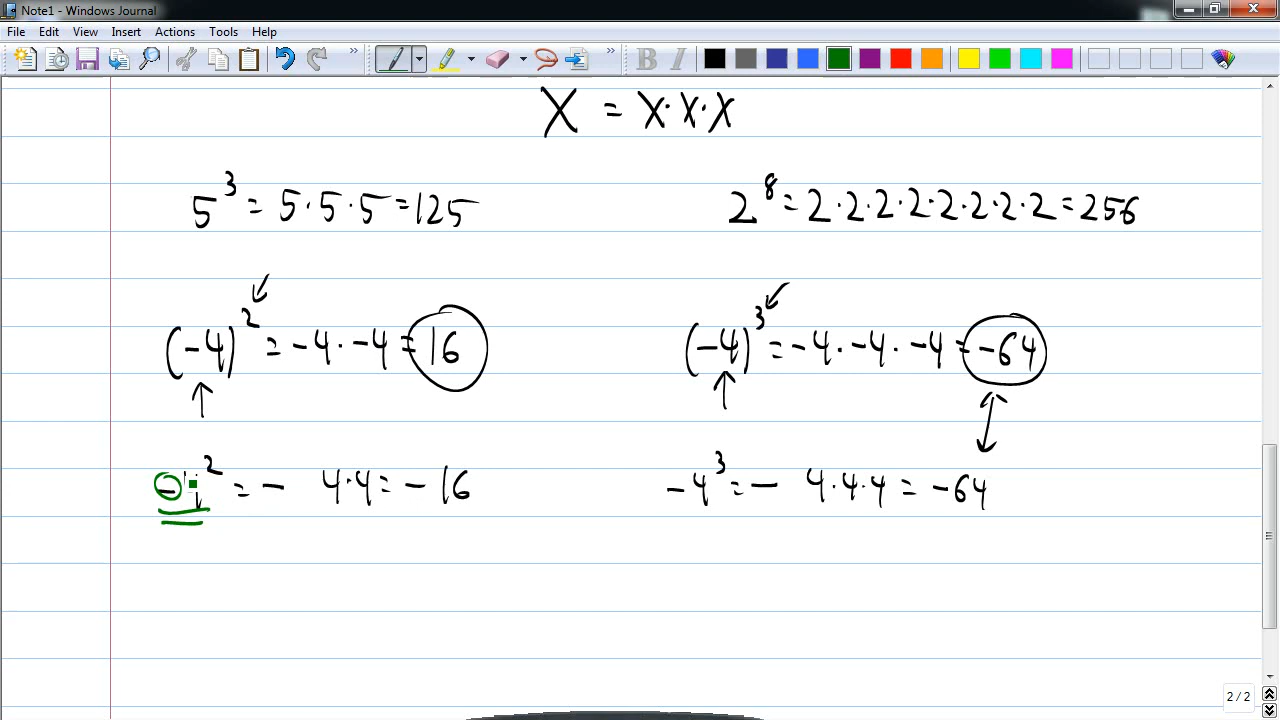 Note1 - Windows Journal
File Edit View Insert Actions Tools Help
X = X·X·X
5³ = 5·5·5 = 125
2⁸ = 2·2·2·2·2·2·2·2 = 256
(-4)² = -4·-4 = 16
(-4)³ = -4·-4·-4 = -64
-4² = - 4·4 = -16
-4³ = - 4·4·4 = -64
2 / 2